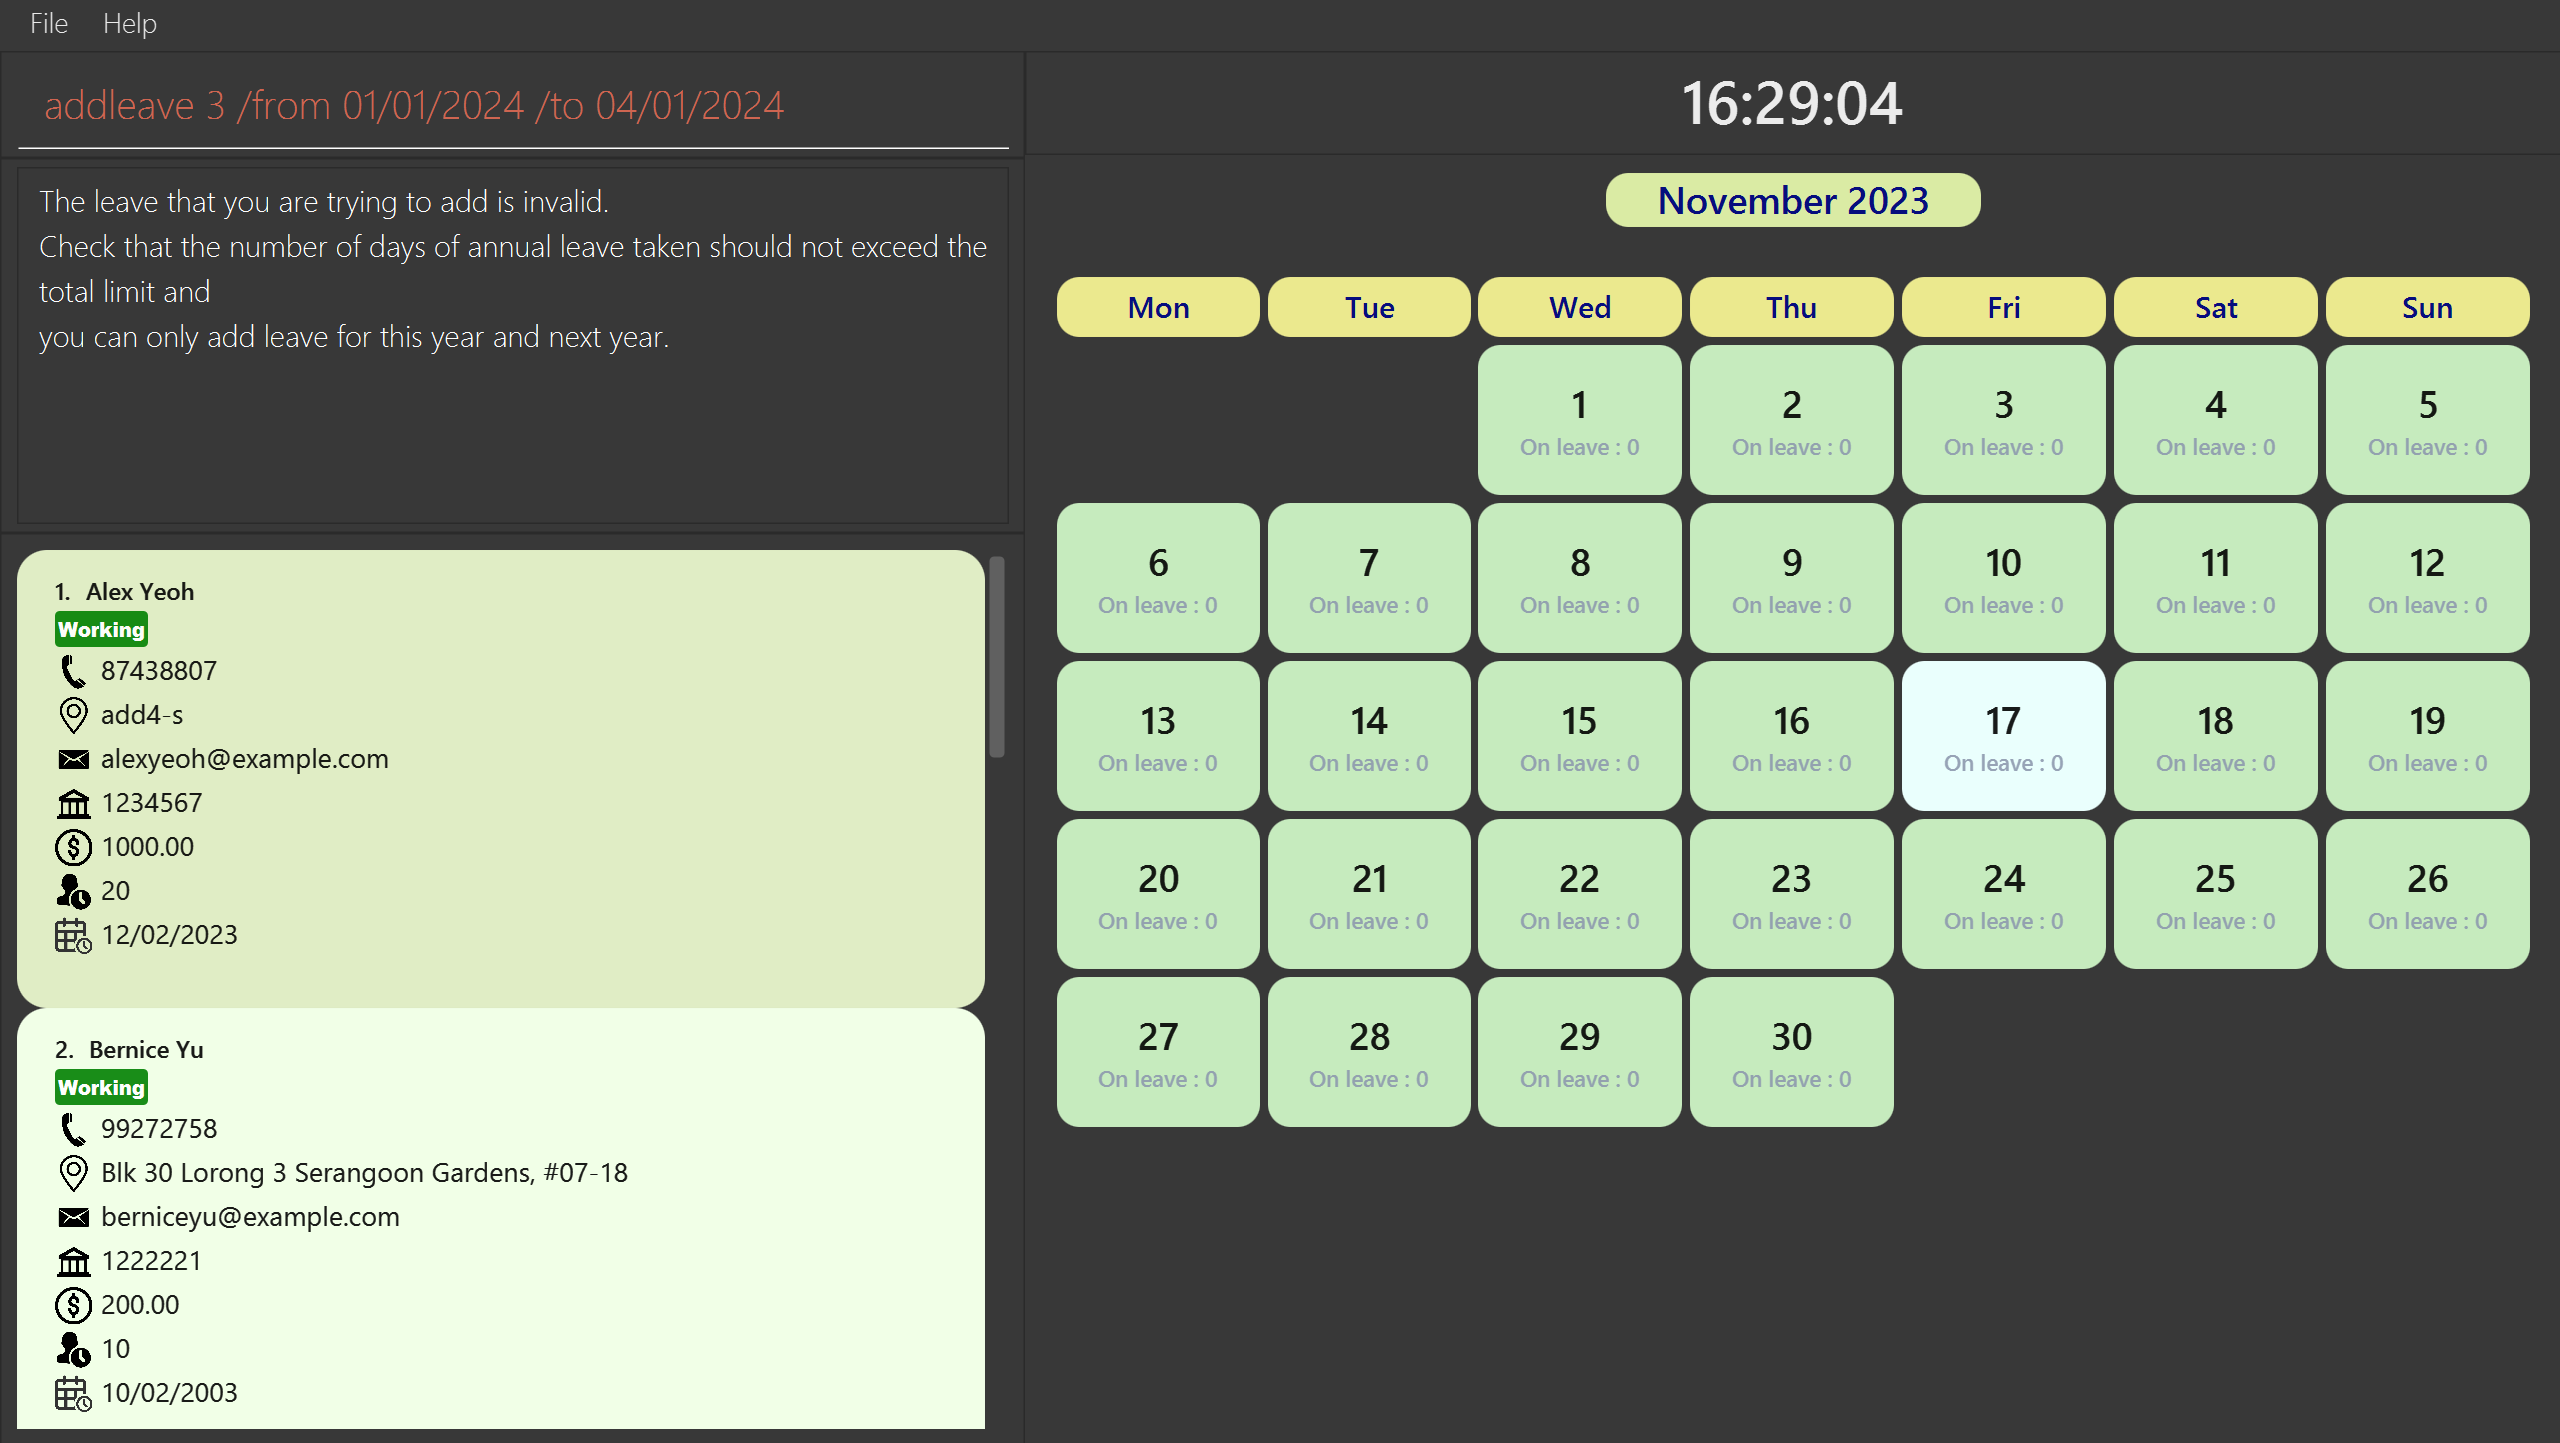 File Help
addleave 3 /from 01/01/2024 /to 04/01/2024
The leave that you are trying to add is invalid.
Check that the number of days of annual leave taken should not exceed the
total limit and
you can only add leave for this year and next year.
1. Alex Yeoh
Working
87438807
add4-s
alexyeoh@example.com
1234567
1000.00
20
12/02/2023
2. Bernice Yu
Working
99272758
Blk 30 Lorong 3 Serangoon Gardens, #07-18
berniceyu@example.com
1222221
200.00
10
10/02/2003
16:29:04
November 2023
Mon Tue Wed Thu Fri Sat Sun
1 2 3 4 5
On leave : 0 On leave : 0 On leave : 0 On leave : 0 On leave : 0
6 7 8 9 10 11 12
On leave : 0 On leave : 0 On leave : 0 On leave : 0 On leave : 0 On leave : 0 On leave : 0
13 14 15 16 17 18 19
On leave : 0 On leave : 0 On leave : 0 On leave : 0 On leave : 0 On leave : 0 On leave : 0
20 21 22 23 24 25 26
On leave : 0 On leave : 0 On leave : 0 On leave : 0 On leave : 0 On leave : 0 On leave : 0
27 28 29 30
On leave : 0 On leave : 0 On leave : 0 On leave : 0